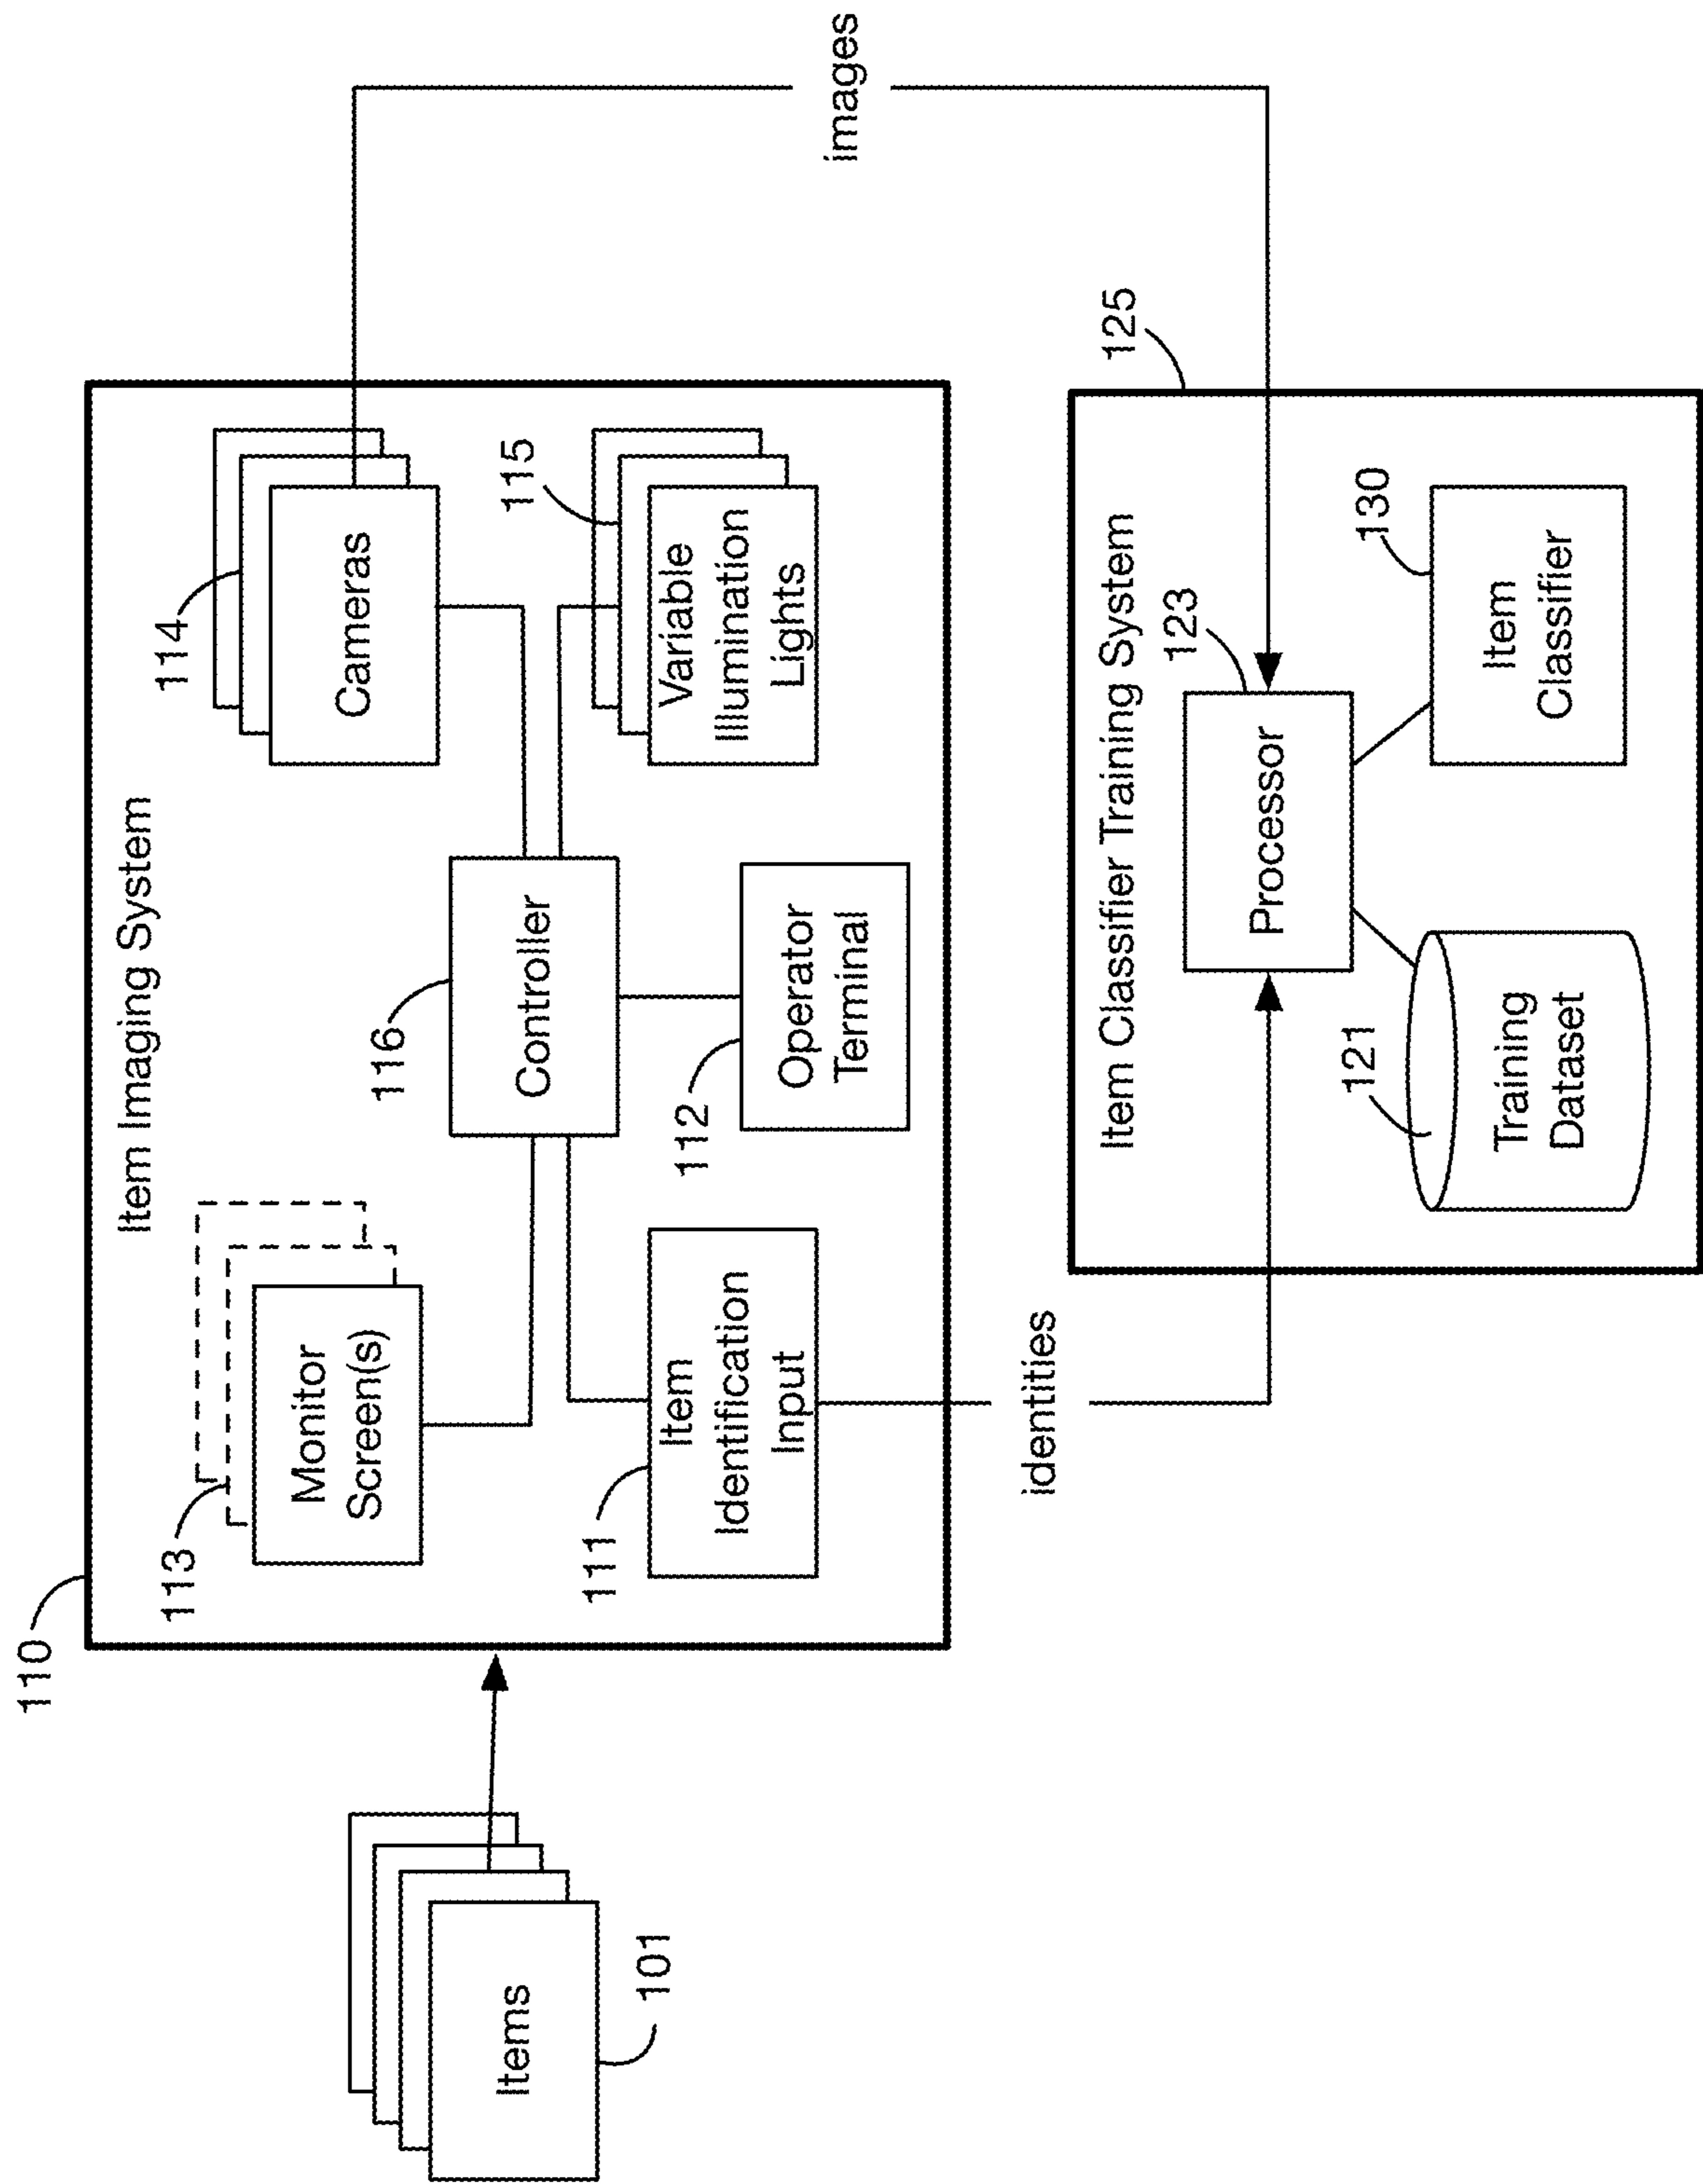 110
Item Imaging System
113
Monitor
Screen(s)
116
Controller
114
Cameras
111
Item
Identification
Input
112
Operator
Terminal
115
Variable
Illumination
Lights
Items
101
identities
images
125
Item Classifier Training System
123
Processor
121
Training
Dataset
130
Item
Classifier